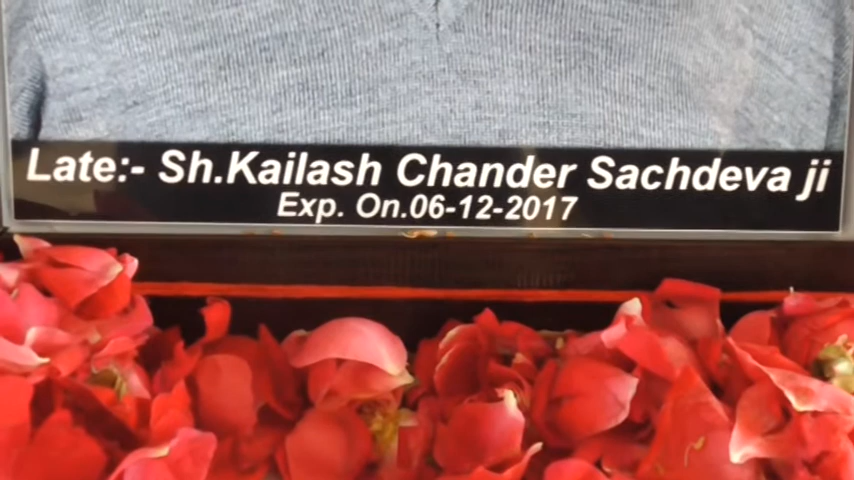 Late:- Sh.Kailash Chander Sachdeva ji
Exp. On.06-12-2017